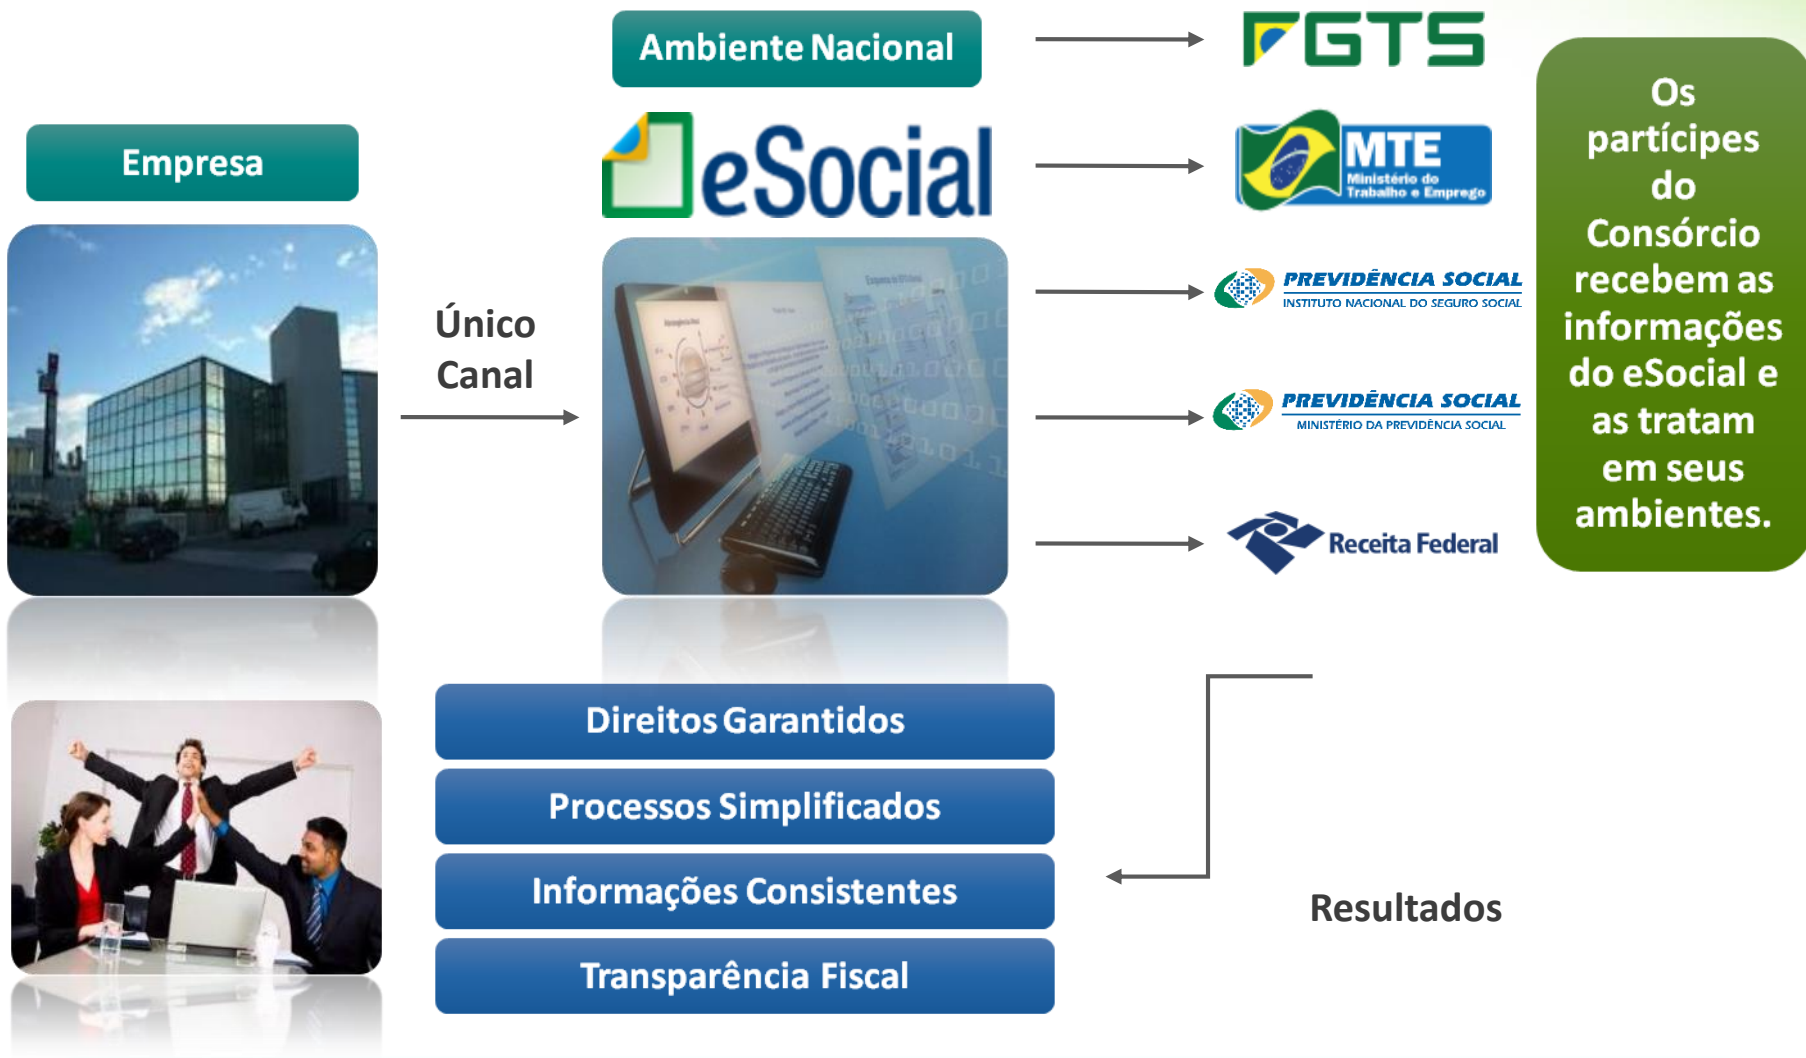 Ambiente Nacional
eSocial
Empresa
Único
Canal
FGTS
MTE
Ministério do
Trabalho e Emprego
PREVIDÊNCIA SOCIAL
INSTITUTO NACIONAL DO SEGURO SOCIAL
PREVIDÊNCIA SOCIAL
MINISTÉRIO DA PREVIDÊNCIA SOCIAL
Receita Federal
Os
partícipes
do
Consórcio
recebem as
informações
do eSocial e
as tratam
em seus
ambientes.
Direitos Garantidos
Processos Simplificados
Informações Consistentes
Transparência Fiscal
Resultados